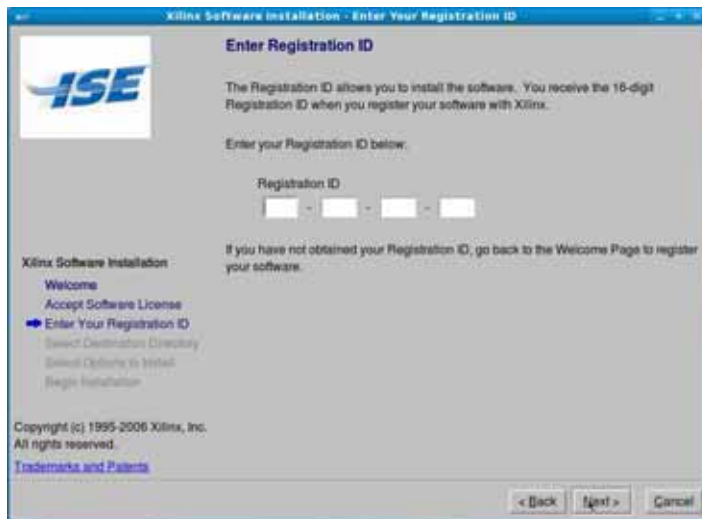 Xilinx Software Installation - Enter Your Registration ID
ISE
Enter Registration ID
The Registration ID allows you to install the software. You receive the 16-digit
Registration ID when you register your software with Xilinx.
Enter your Registration ID below:
Registration ID
- - -
If you have not obtained your Registration ID, go back to the Welcome Page to register
your software.
Xilinx Software Installation
Welcome
Accept Software License
Enter Your Registration ID
Select Destination Directory
Select Options to Install
Begin Installation
Copyright (c) 1995-2006 Xilinx, Inc.
All rights reserved.
Trademarks and Patents
< Back
Next >
Cancel